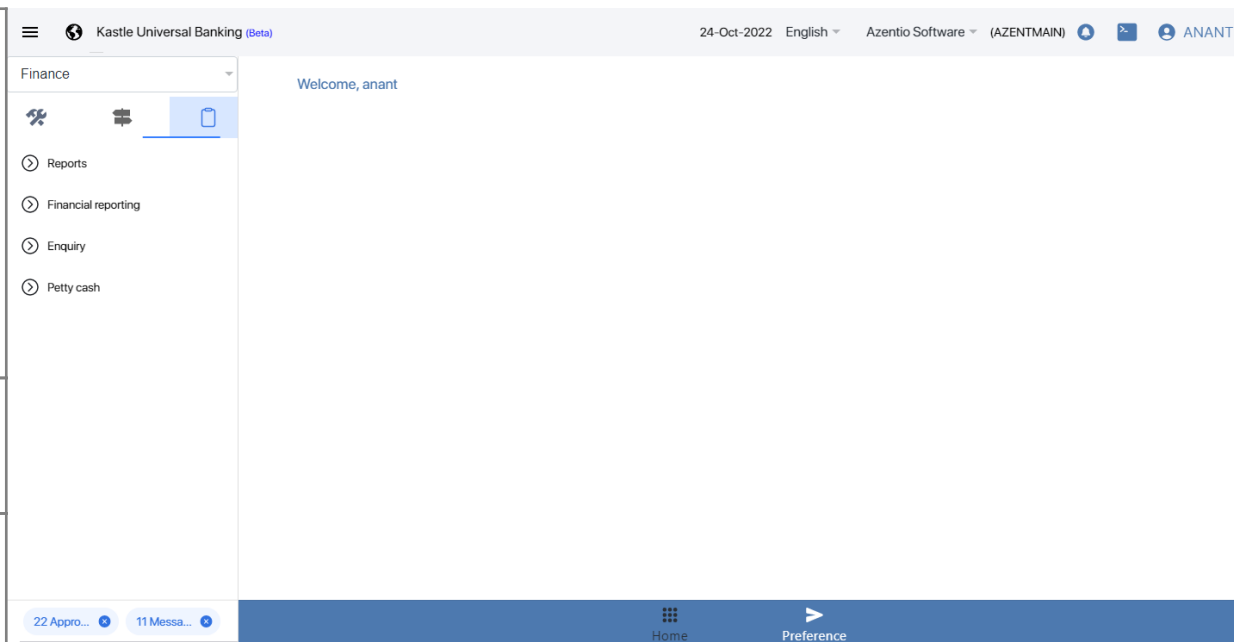 Kastle Universal Banking (Beta) 24-Oct-2022 English Azentio Software (AZENTMAIN) ANANT
Finance
Welcome, anant
Reports
Financial reporting
Enquiry
Petty cash
22 Appro... 11 Messa...
Home Preference